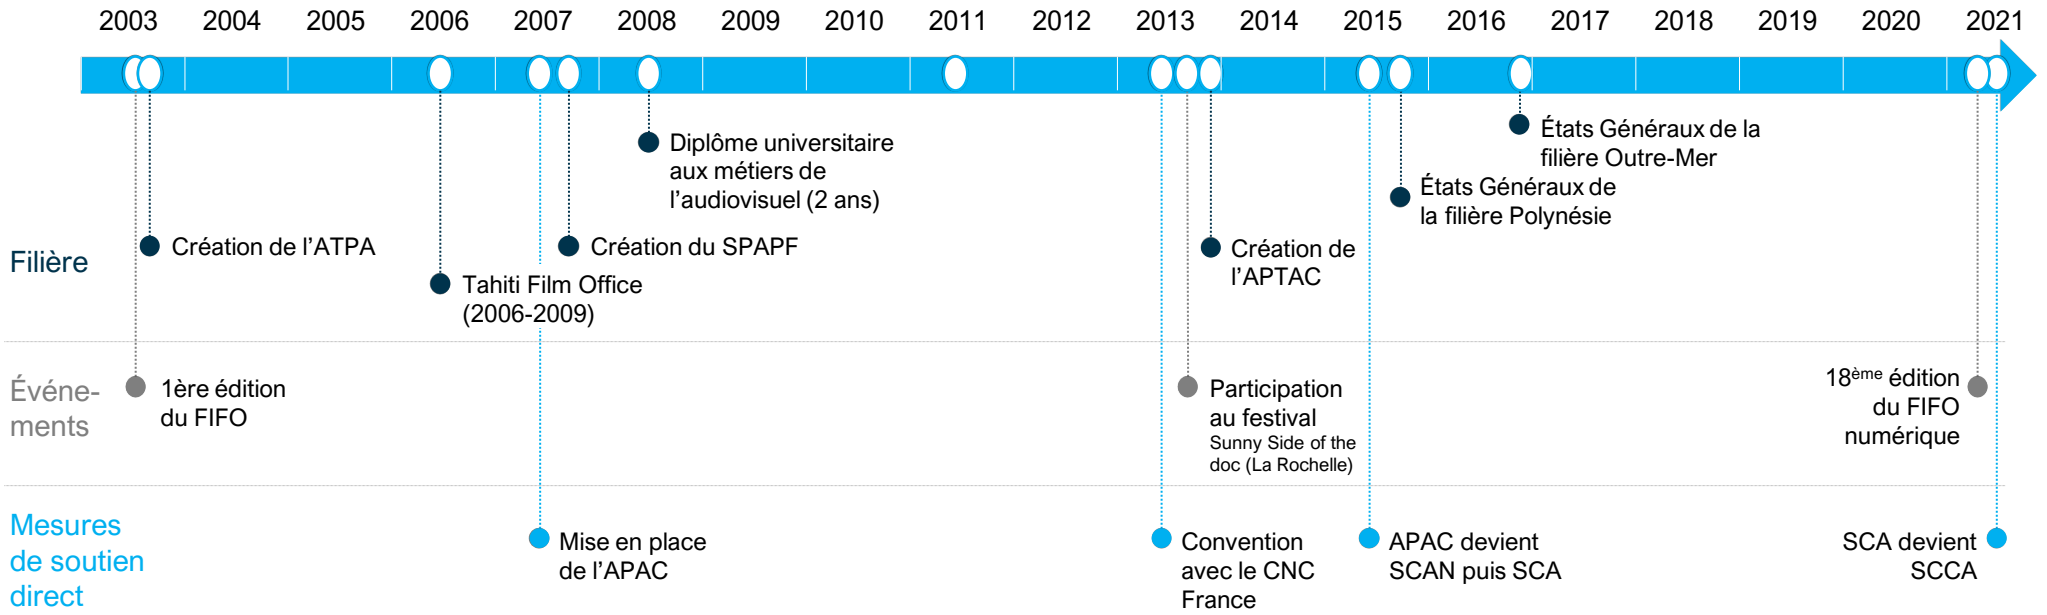 2003 2004 2005 2006 2007 2008 2009 2010 2011 2012 2013 2014 2015 2016 2017 2018 2019 2020 2021
États Généraux de la
filière Outre-Mer
Diplôme universitaire
aux métiers de
l’audiovisuel (2 ans)
États Généraux de
la filière Polynésie
Filière
Création de l’ATPA
Création du SPAPF
Création de
l’APTAC
Tahiti Film Office
(2006-2009)
Événe-
ments
1ère édition
du FIFO
Participation
au festival
Sunny Side of the
doc (La Rochelle)
18ème édition
du FIFO
numérique
Mesures
de soutien
direct
Mise en place
de l’APAC
Convention
avec le CNC
France
APAC devient
SCAN puis SCA
SCA devient
SCCA